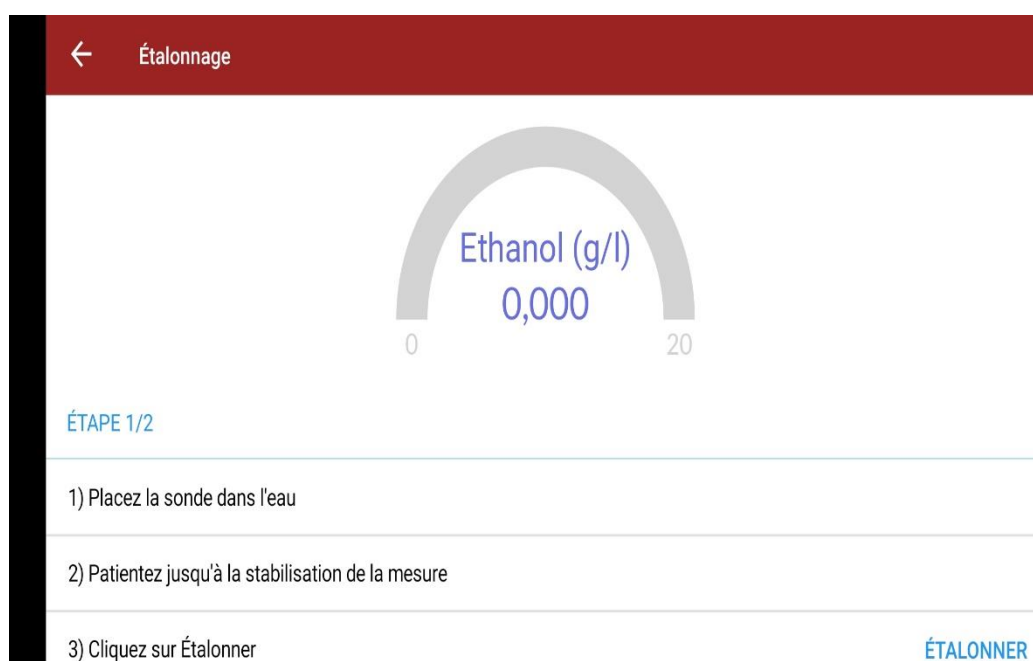 Étalonnage
Ethanol (g/l)
0,000
0 20
ÉTAPE 1/2
1) Placez la sonde dans l'eau
2) Patientez jusqu'à la stabilisation de la mesure
3) Cliquez sur Étalonner ÉTALONNER